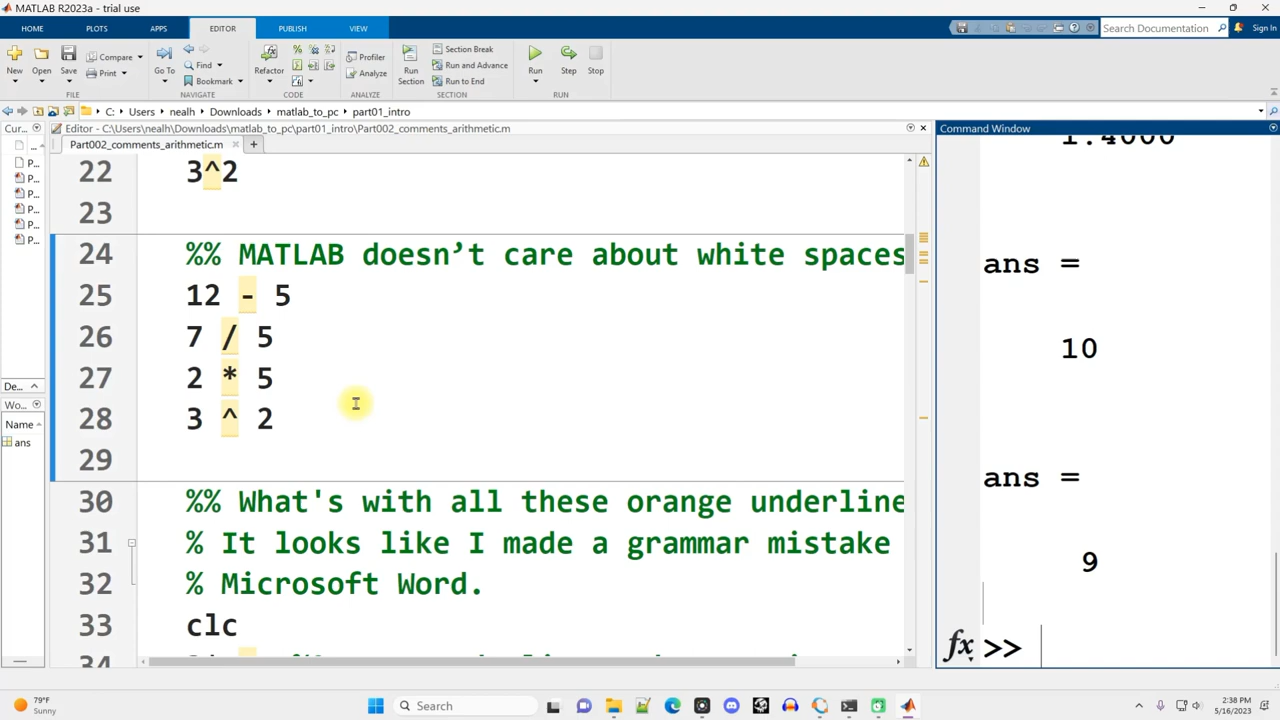 MATLAB R2023a - trial use
HOME PLOTS APPS EDITOR PUBLISH VIEW Search Documentation Sign In
New Open Save Compare Print Go To Find Bookmark Refactor Profiler Analyze Run Section Section Break Run and Advance Run to End Run Step Stop
FILE NAVIGATE CODE ANALYZE SECTION RUN
C: Users nealh Downloads matlab_to_pc part01_intro
Cur...
Editor - C:\Users\nealh\Downloads\matlab_to_pc\part01_intro\Part002_comments_arithmetic.m
Command Window
Part002_comments_arithmetic.m
...
P...
P...
P...
P...
P...
P...
De...
Wo...
Name
ans
22 3^2
23
24 %% MATLAB doesn’t care about white spaces
25 12 - 5
26 7 / 5
27 2 * 5
28 3 ^ 2
29
30 %% What's with all these orange underline
31 % It looks like I made a grammar mistake
32 % Microsoft Word.
33 clc
34
1.4000
ans =
10
ans =
9
fx >>
79°F
Sunny
Search
2:38 PM
5/16/2023